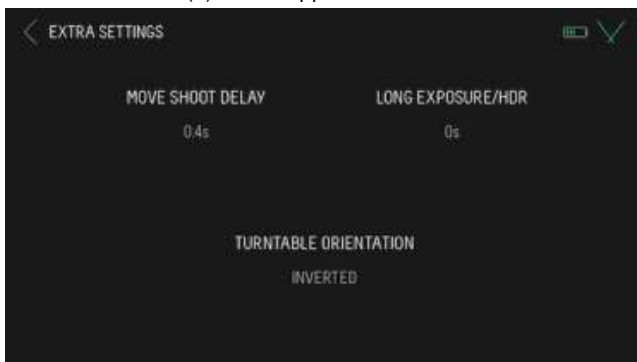 EXTRA SETTINGS
MOVE SHOOT DELAY
LONG EXPOSURE/HDR
0.4s
0s
TURNTABLE ORIENTATION
INVERTED